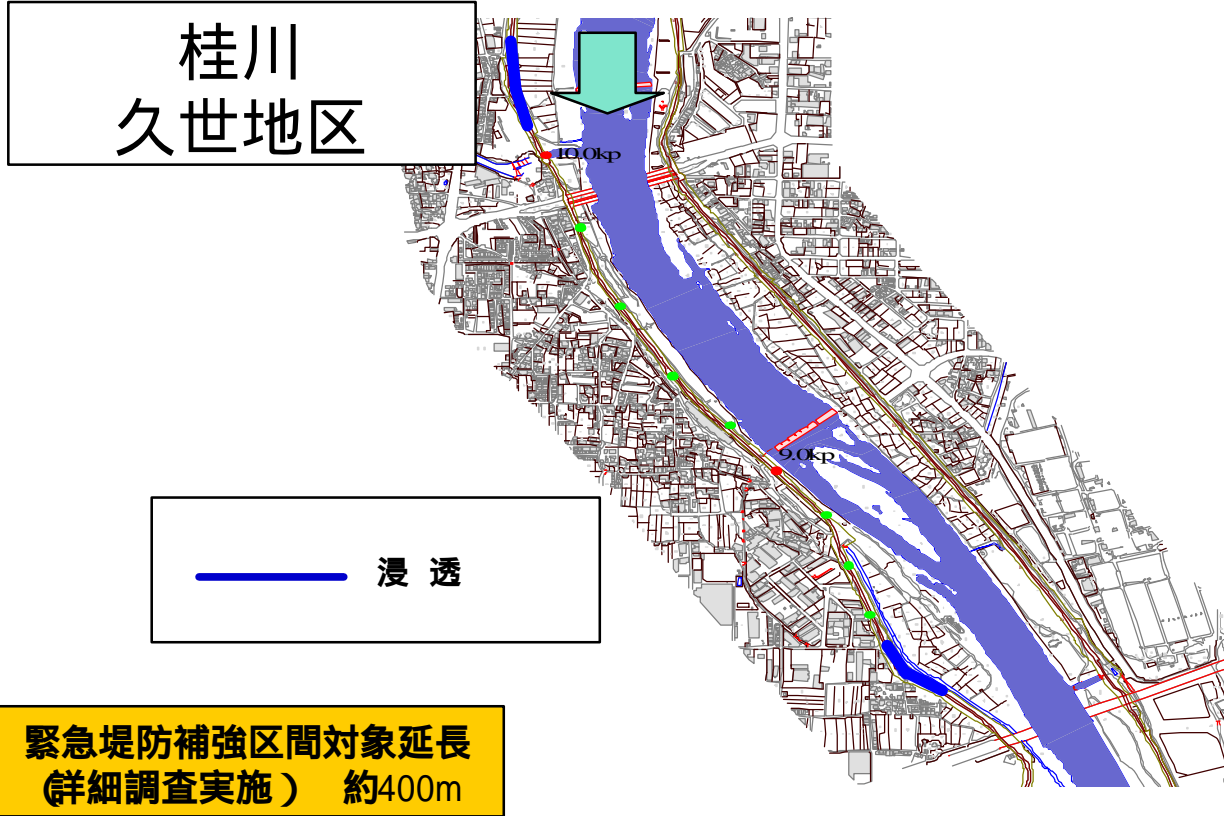 桂川
久世地区
10.0kp
9.0kp
浸 透
緊急堤防補強区間対象延長
(詳細調査実施) 約400m